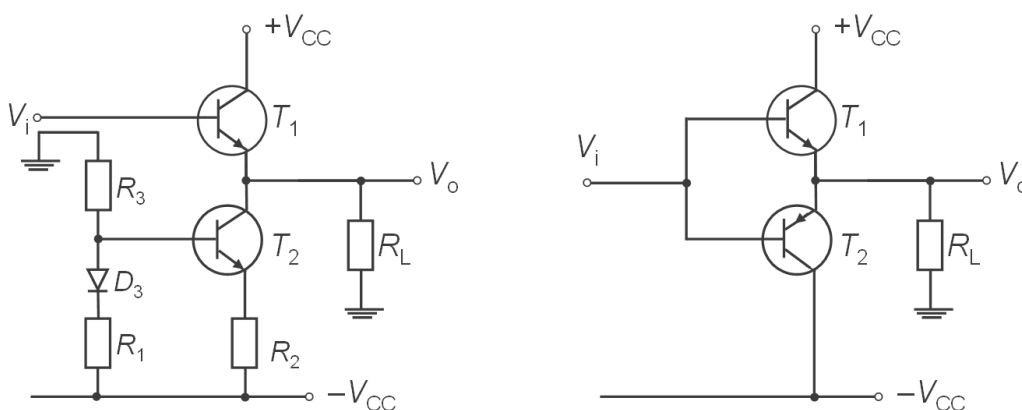 +V_CC
V_i
T_1
R_3
V_o
D_3
T_2
R_L
R_1
R_2
−V_CC
+V_CC
T_1
V_i
V_o
T_2
R_L
−V_CC